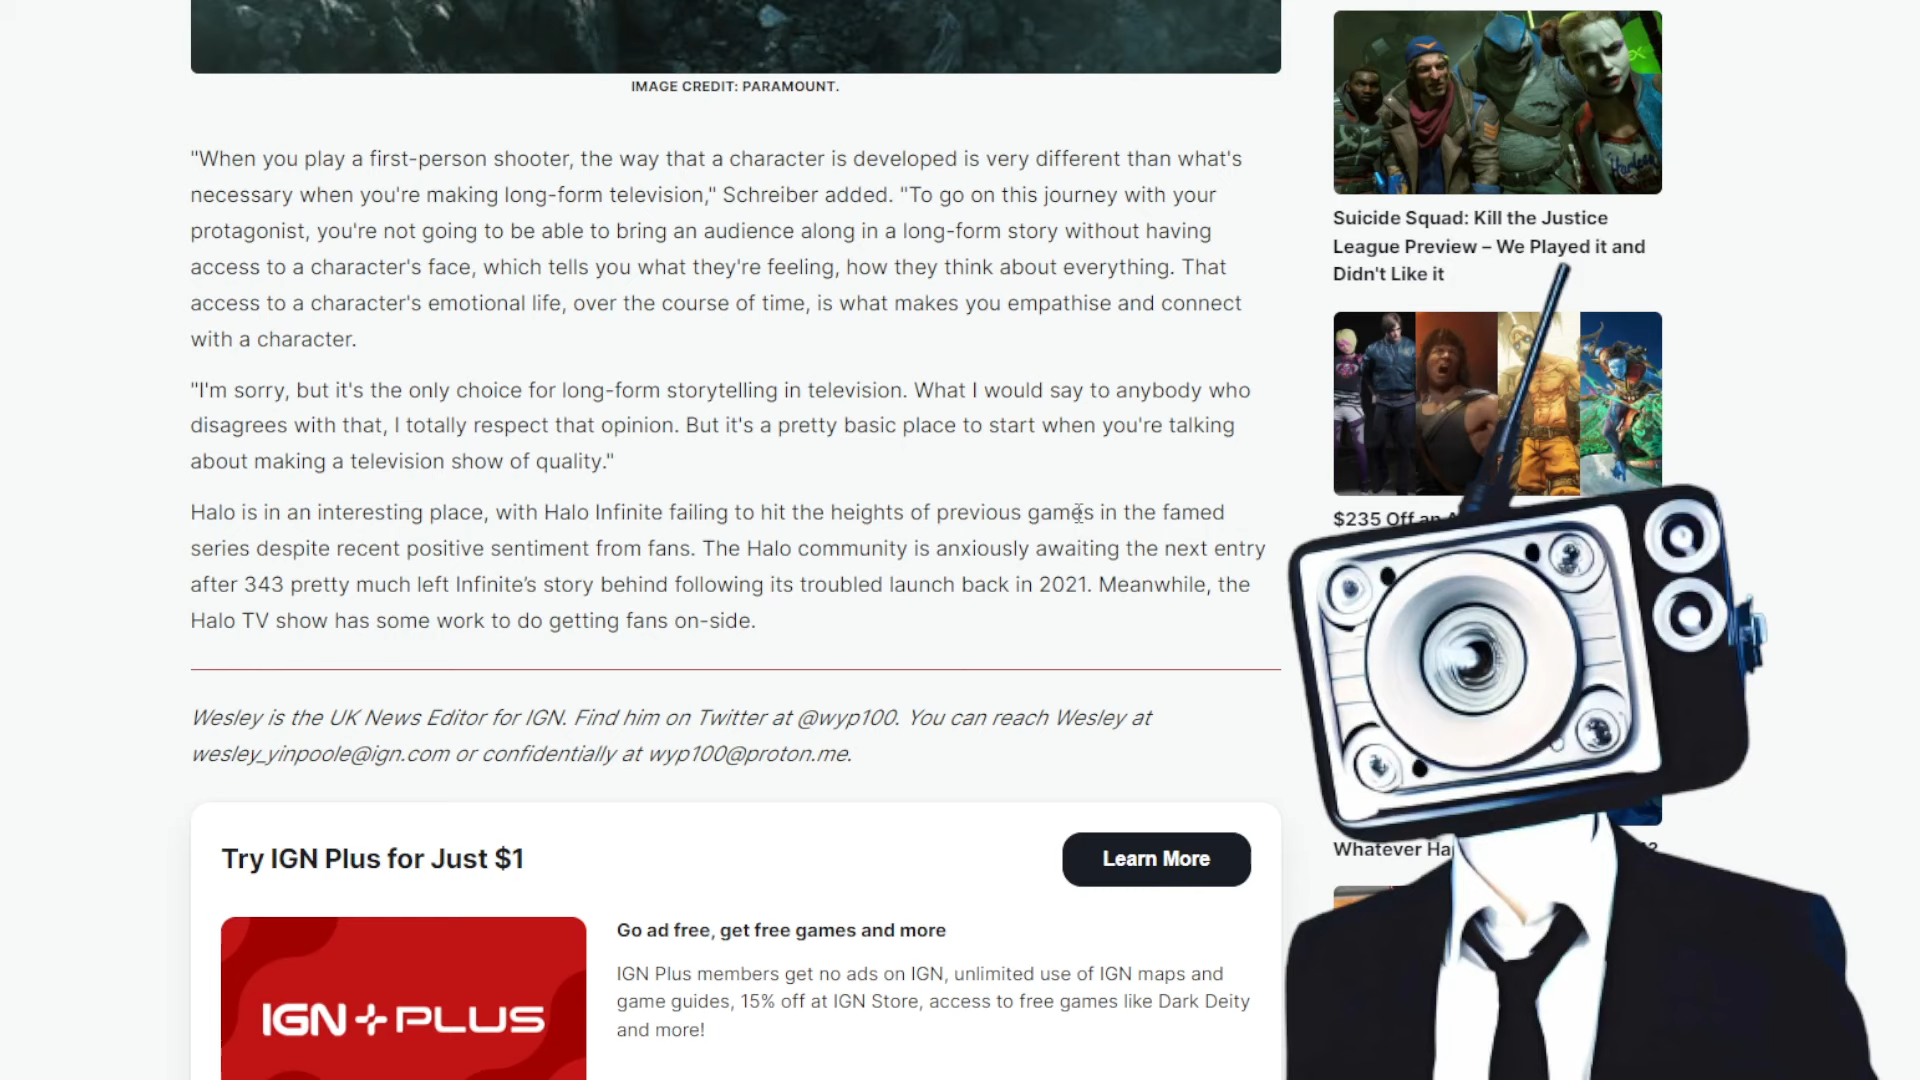 IMAGE CREDIT: PARAMOUNT.
"When you play a first-person shooter, the way that a character is developed is very different than what's
necessary when you're making long-form television," Schreiber added. "To go on this journey with your
protagonist, you're not going to be able to bring an audience along in a long-form story without having
access to a character's face, which tells you what they're feeling, how they think about everything. That
access to a character's emotional life, over the course of time, is what makes you empathise and connect
with a character.
"I'm sorry, but it's the only choice for long-form storytelling in television. What I would say to anybody who
disagrees with that, I totally respect that opinion. But it's a pretty basic place to start when you're talking
about making a television show of quality."
Halo is in an interesting place, with Halo Infinite failing to hit the heights of previous games in the famed
series despite recent positive sentiment from fans. The Halo community is anxiously awaiting the next entry
after 343 pretty much left Infinite’s story behind following its troubled launch back in 2021. Meanwhile, the
Halo TV show has some work to do getting fans on-side.
Wesley is the UK News Editor for IGN. Find him on Twitter at @wyp100. You can reach Wesley at
wesley_yinpoole@ign.com or confidentially at wyp100@proton.me.
Try IGN Plus for Just $1
Learn More
IGN+PLUS
Go ad free, get free games and more
IGN Plus members get no ads on IGN, unlimited use of IGN maps and
game guides, 15% off at IGN Store, access to free games like Dark Deity
and more!
Suicide Squad: Kill the Justice
League Preview – We Played it and
Didn't Like it
$235 Off
Whatever